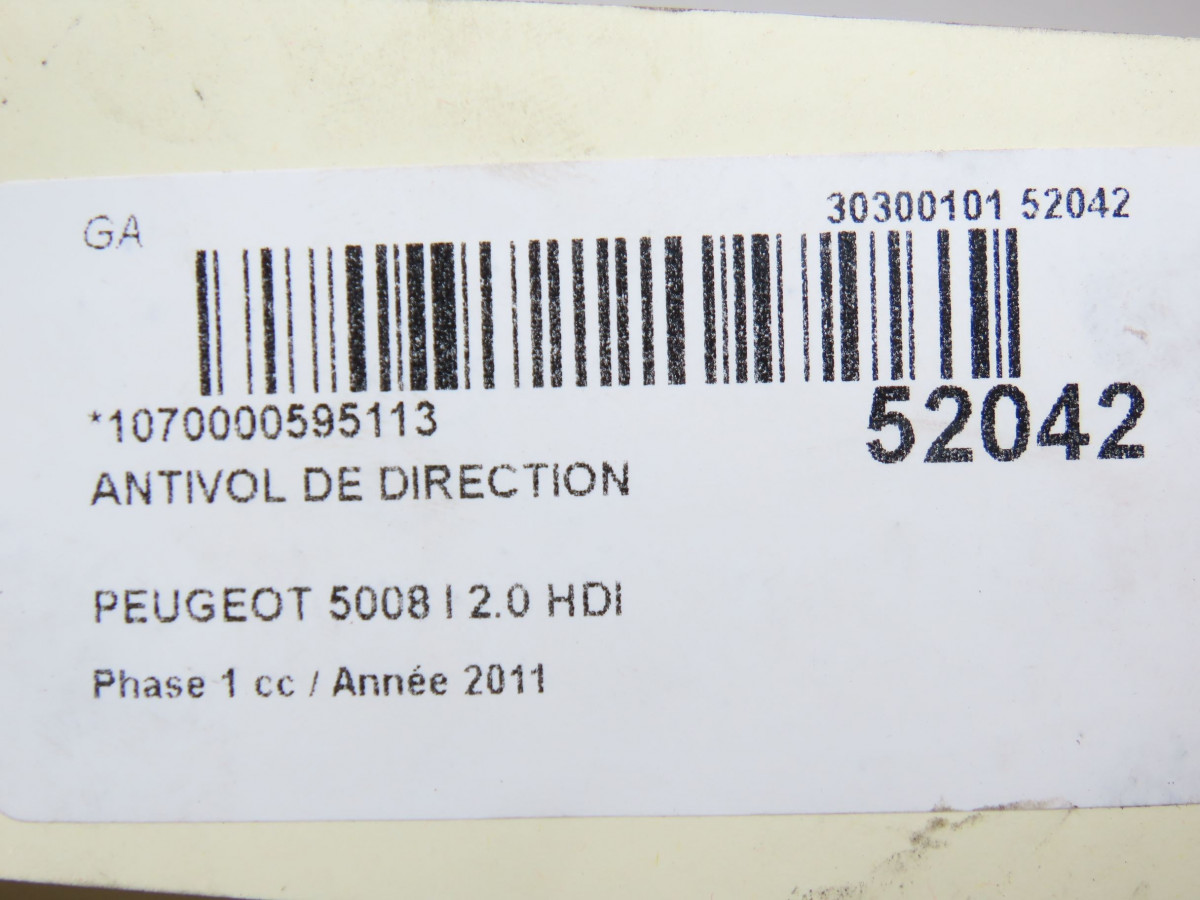 GA
30300101 52042
52042
*1070000595113
ANTIVOL DE DIRECTION
PEUGEOT 5008 I 2.0 HDI
Phase 1 cc / Année 2011